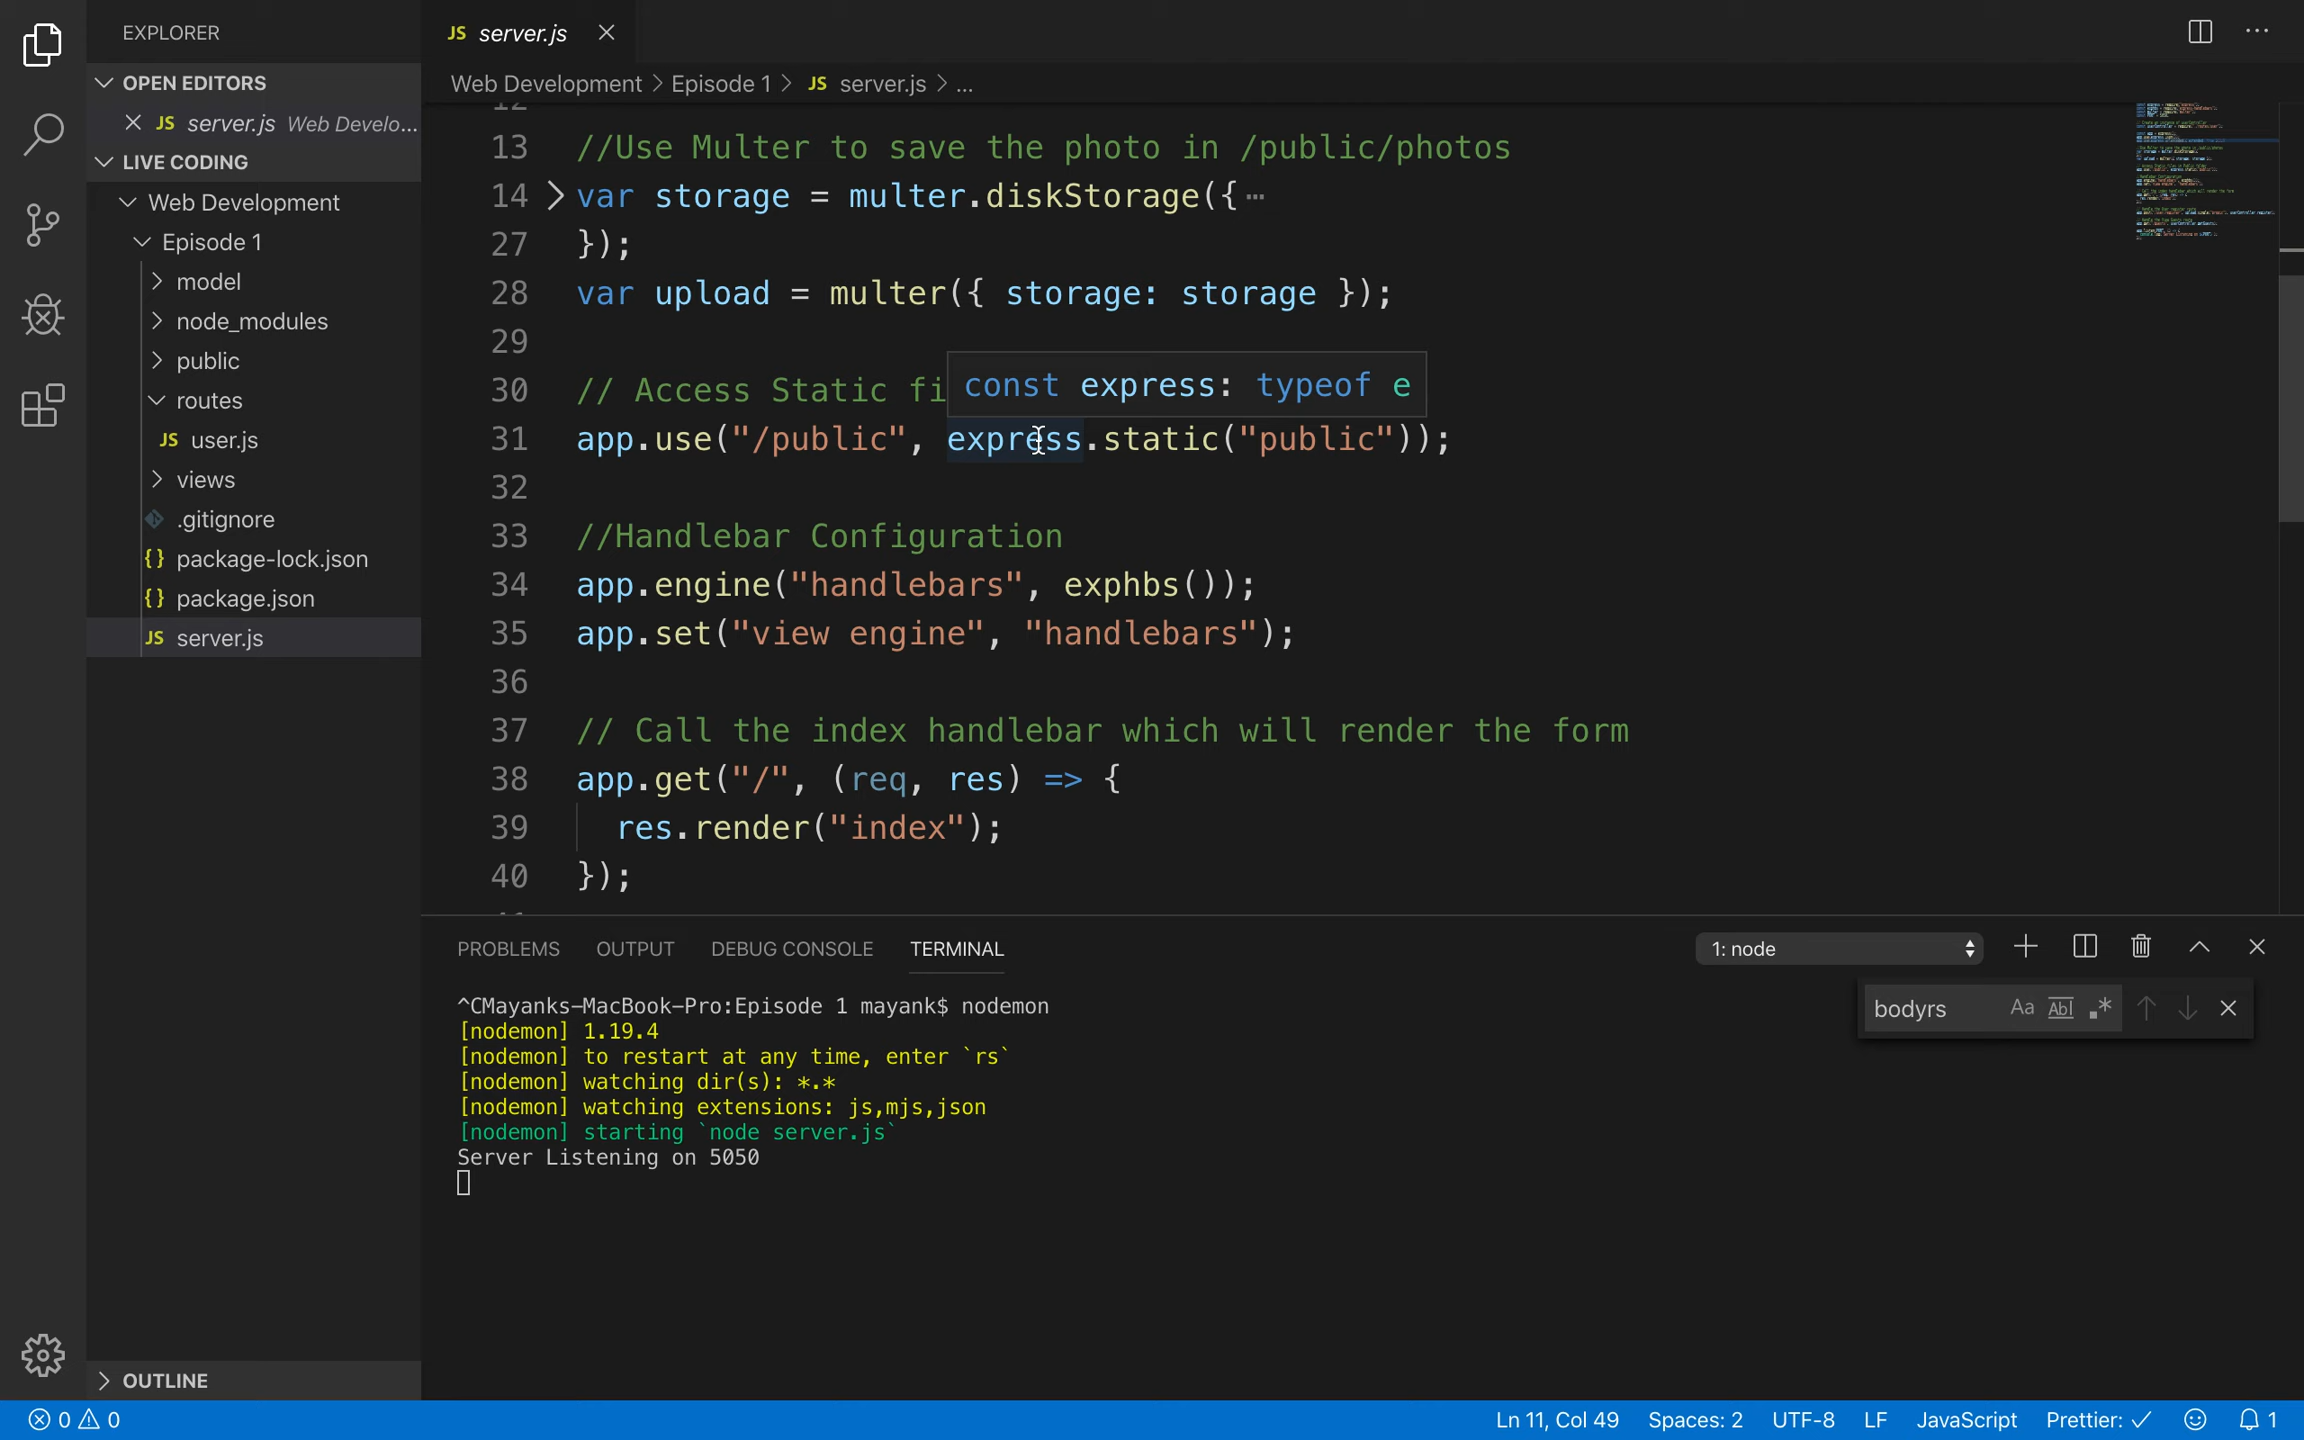 EXPLORER
OPEN EDITORS
JS server.js Web Develo...
LIVE CODING
Web Development
Episode 1
model
node_modules
public
routes
JS user.js
views
.gitignore
{} package-lock.json
{} package.json
JS server.js
OUTLINE
JS server.js
Web Development > Episode 1 > JS server.js > ...
12
13 //Use Multer to save the photo in /public/photos
14 var storage = multer.diskStorage({⋯
27 });
28 var upload = multer({ storage: storage });
29
30 // Access Static fi
const express: typeof e
31 app.use("/public", express.static("public"));
32
33 //Handlebar Configuration
34 app.engine("handlebars", exphbs());
35 app.set("view engine", "handlebars");
36
37 // Call the index handlebar which will render the form
38 app.get("/", (req, res) => {
39 res.render("index");
40 });
PROBLEMS OUTPUT DEBUG CONSOLE TERMINAL 1: node
bodyrs Aa Abl .*
^CMayanks-MacBook-Pro:Episode 1 mayank$ nodemon
[nodemon] 1.19.4
[nodemon] to restart at any time, enter `rs`
[nodemon] watching dir(s): *.*
[nodemon] watching extensions: js,mjs,json
[nodemon] starting `node server.js`
Server Listening on 5050
0 0 Ln 11, Col 49 Spaces: 2 UTF-8 LF JavaScript Prettier: ✓ 1